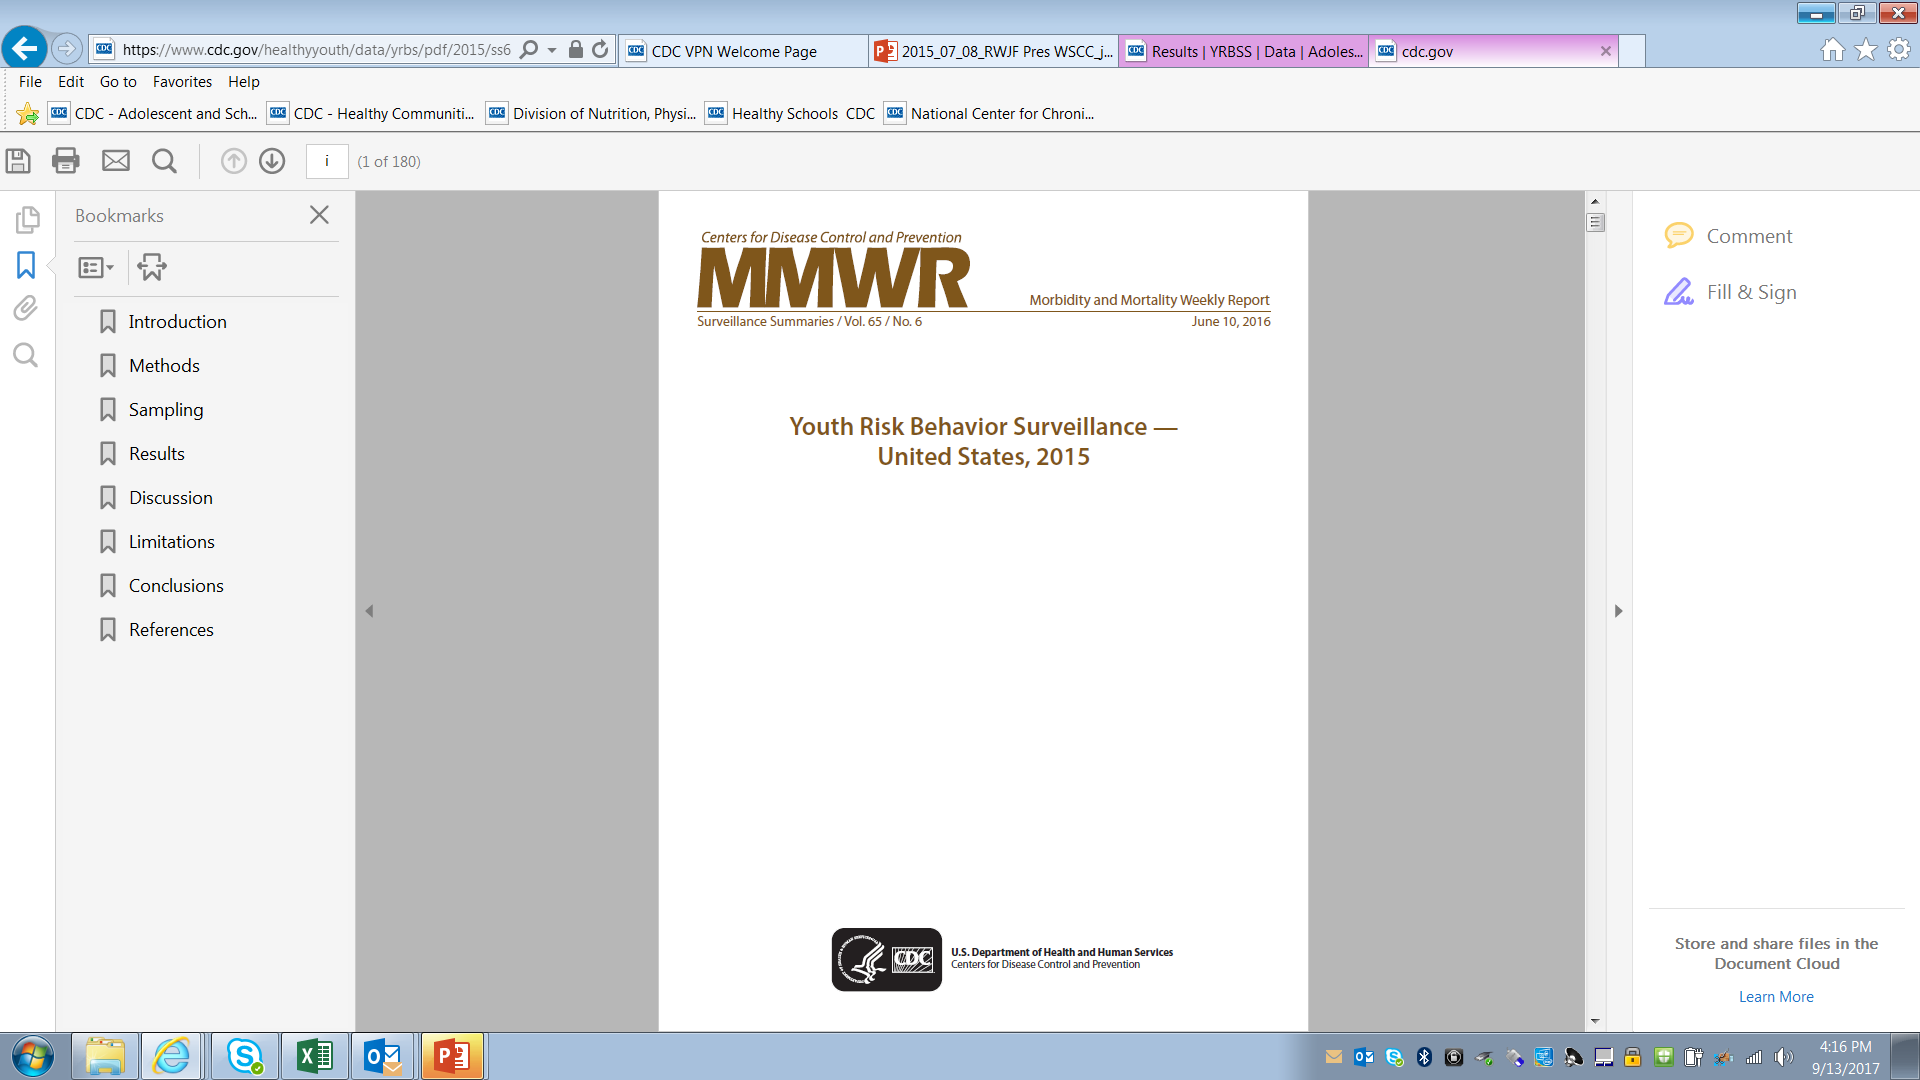 https://www.cdc.gov/healthyyouth/data/yrbs/pdf/2015/ss6
CDC VPN Welcome Page
2015_07_08_RWJF Pres WSCC_j...
Results | YRBSS | Data | Adoles...
cdc.gov
File Edit Go to Favorites Help
CDC - Adolescent and Sch...
CDC - Healthy Communiti...
Division of Nutrition, Physi...
Healthy Schools CDC
National Center for Chroni...
i (1 of 180)
Bookmarks
Introduction
Methods
Sampling
Results
Discussion
Limitations
Conclusions
References
Centers for Disease Control and Prevention
MMWR
Morbidity and Mortality Weekly Report
Surveillance Summaries / Vol. 65 / No. 6
June 10, 2016
Youth Risk Behavior Surveillance —
United States, 2015
CDC
U.S. Department of Health and Human Services
Centers for Disease Control and Prevention
Comment
Fill & Sign
Store and share files in the
Document Cloud
Learn More
4:16 PM
9/13/2017